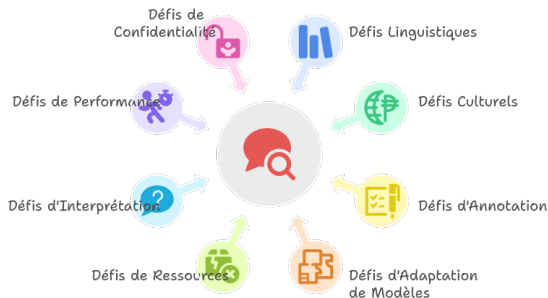 Défis de
Confidentialité
Défis Linguistiques
Défis de Performance
Défis Culturels
Défis d'Interprétation
Défis d'Annotation
Défis de Ressources
Défis d'Adaptation
de Modèles